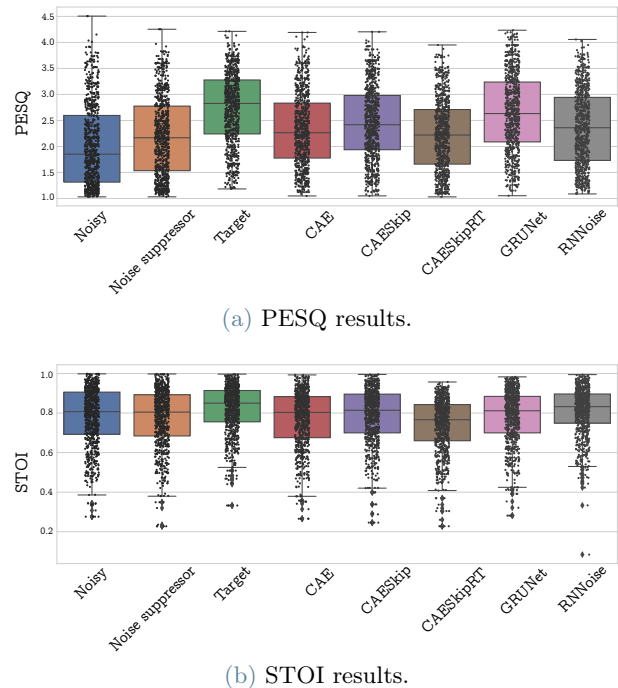 4.5
4.0
3.5
3.0
2.5
2.0
1.5
1.0
PESQ
Noisy
Noise suppressor
Target
CAE
CAESkip
CAESkipRT
GRUNet
RNNoise
(a) PESQ results.
1.0
0.8
0.6
0.4
0.2
STOI
Noisy
Noise suppressor
Target
CAE
CAESkip
CAESkipRT
GRUNet
RNNoise
(b) STOI results.